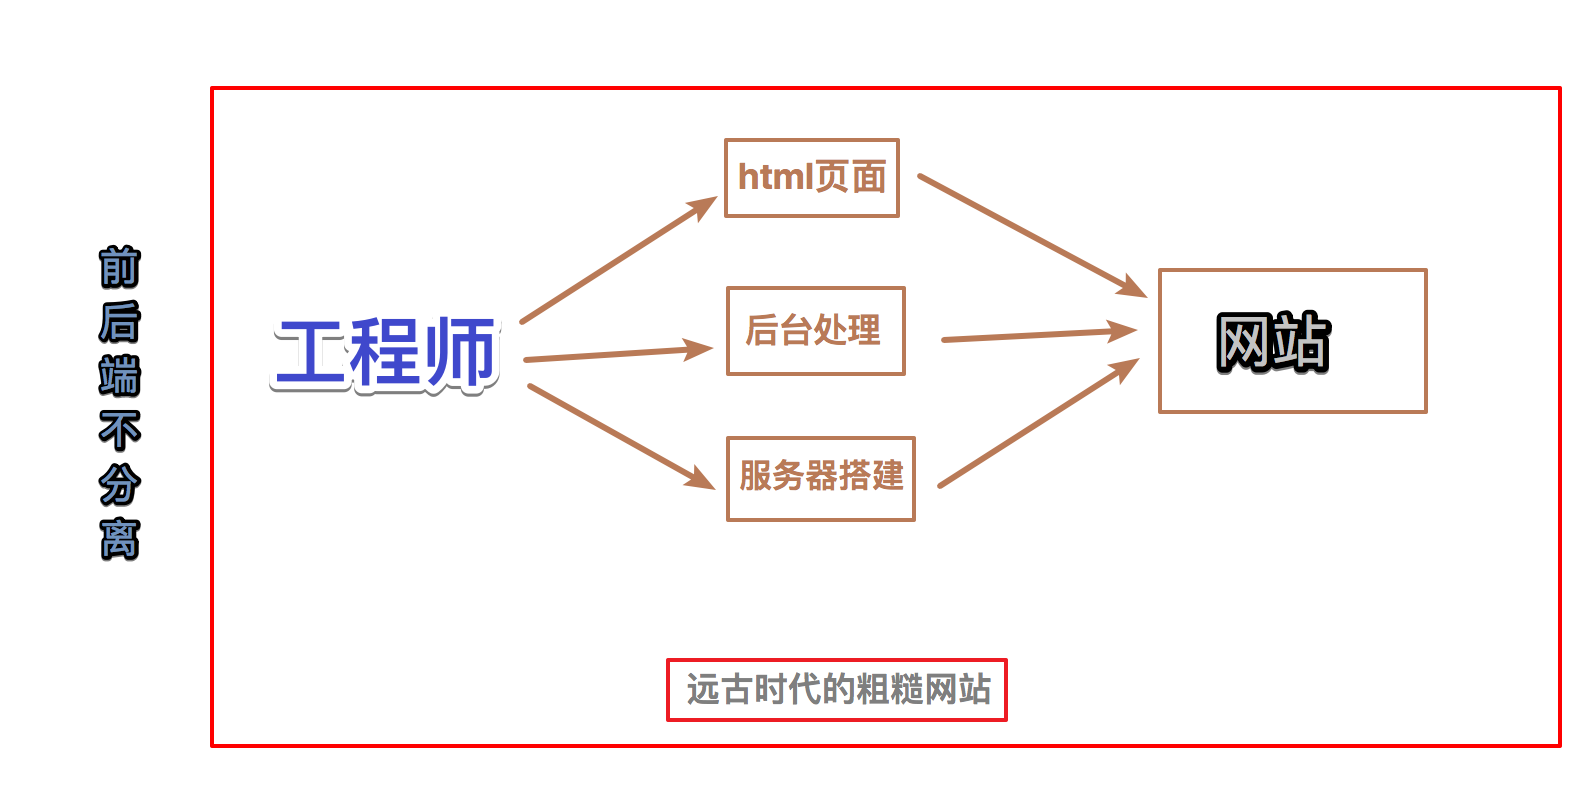 前后端不分离
html页面
工程师
后台处理
网站
服务器搭建
远古时代的粗糙网站